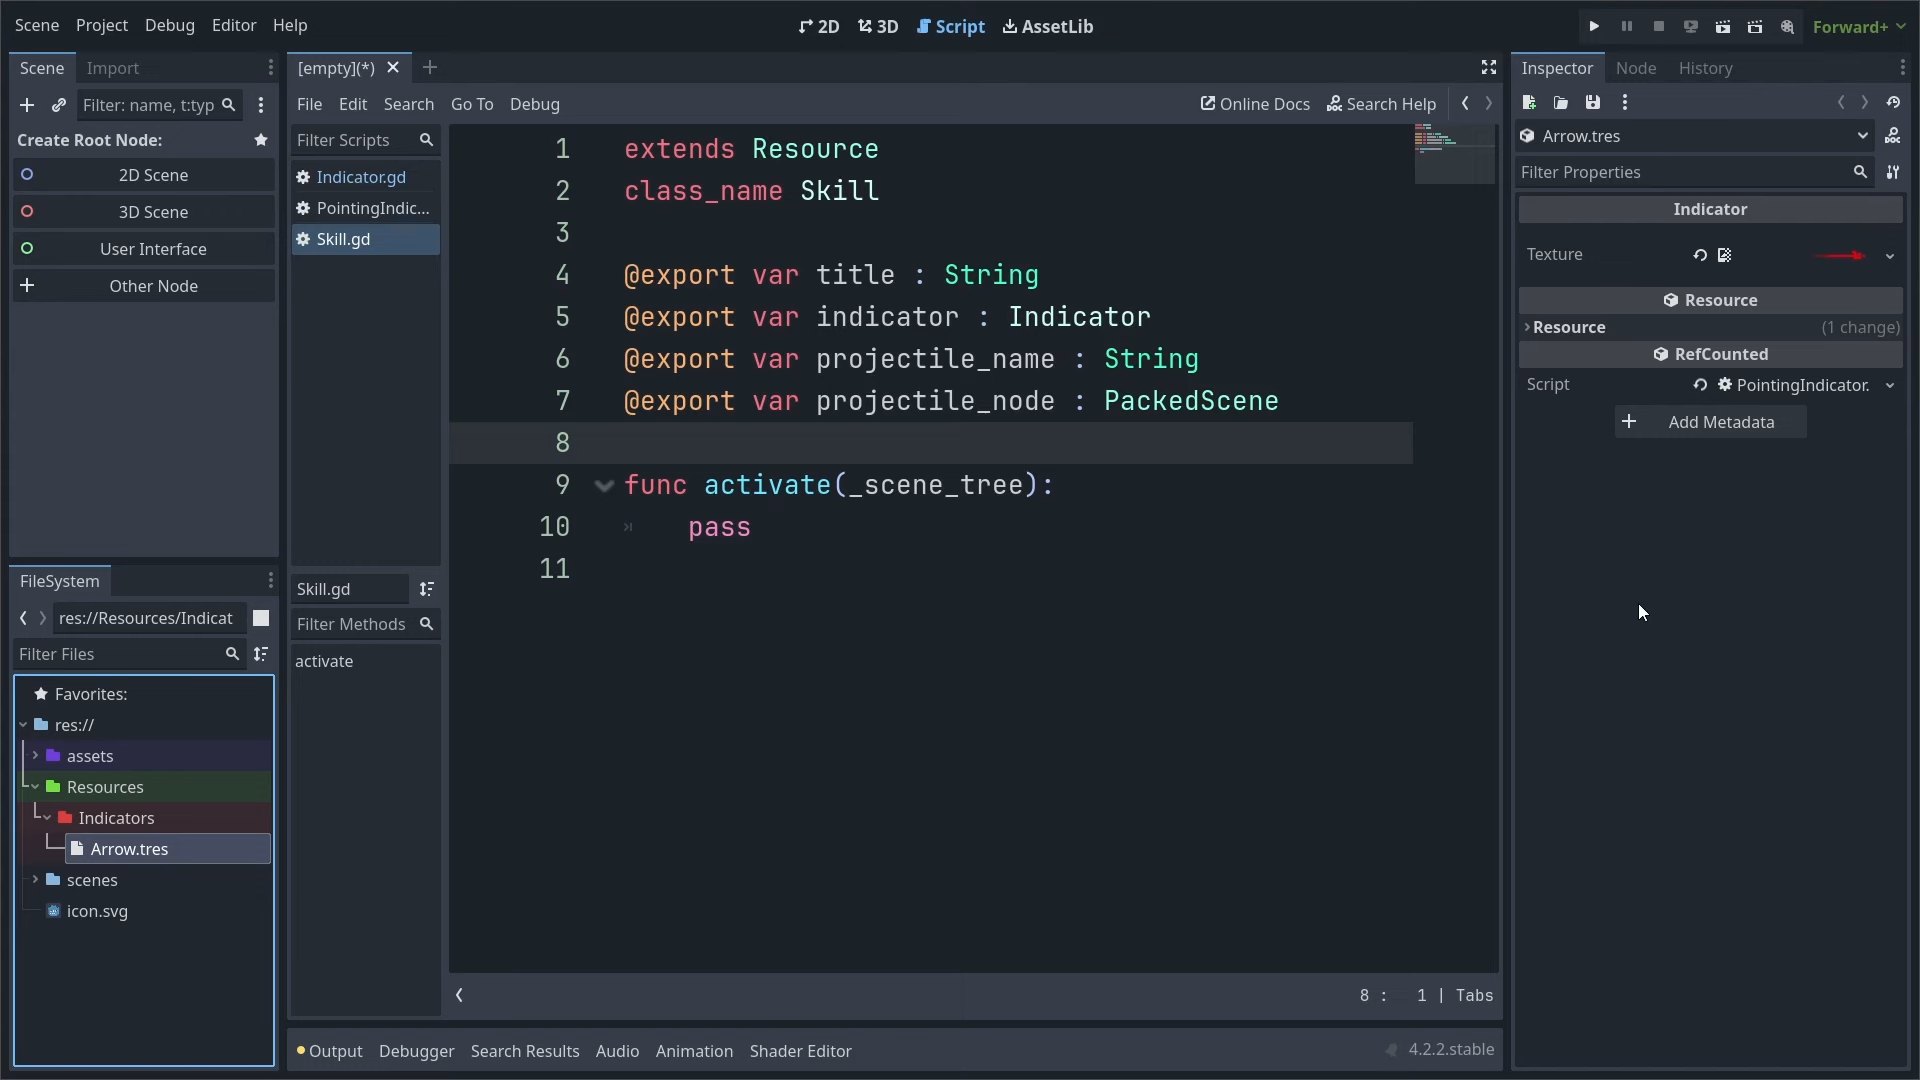 Scene Project Debug Editor Help
2D 3D Script AssetLib
Forward+
Scene Import
Filter: name, t:typ
Create Root Node:
2D Scene
3D Scene
User Interface
Other Node
[empty](*)
File Edit Search Go To Debug
Online Docs Search Help
Filter Scripts
Indicator.gd
PointingIndic...
Skill.gd
Skill.gd
Filter Methods
activate
1 extends Resource
2 class_name Skill
3
4 @export var title : String
5 @export var indicator : Indicator
6 @export var projectile_name : String
7 @export var projectile_node : PackedScene
8
9 func activate(_scene_tree):
10 pass
11
8 : 1 | Tabs
FileSystem
res://Resources/Indicat
Filter Files
Favorites:
res://
assets
Resources
Indicators
Arrow.tres
scenes
icon.svg
Output Debugger Search Results Audio Animation Shader Editor
4.2.2.stable
Inspector Node History
Arrow.tres
Filter Properties
Indicator
Texture
Resource
Resource (1 change)
RefCounted
Script PointingIndicator.
Add Metadata